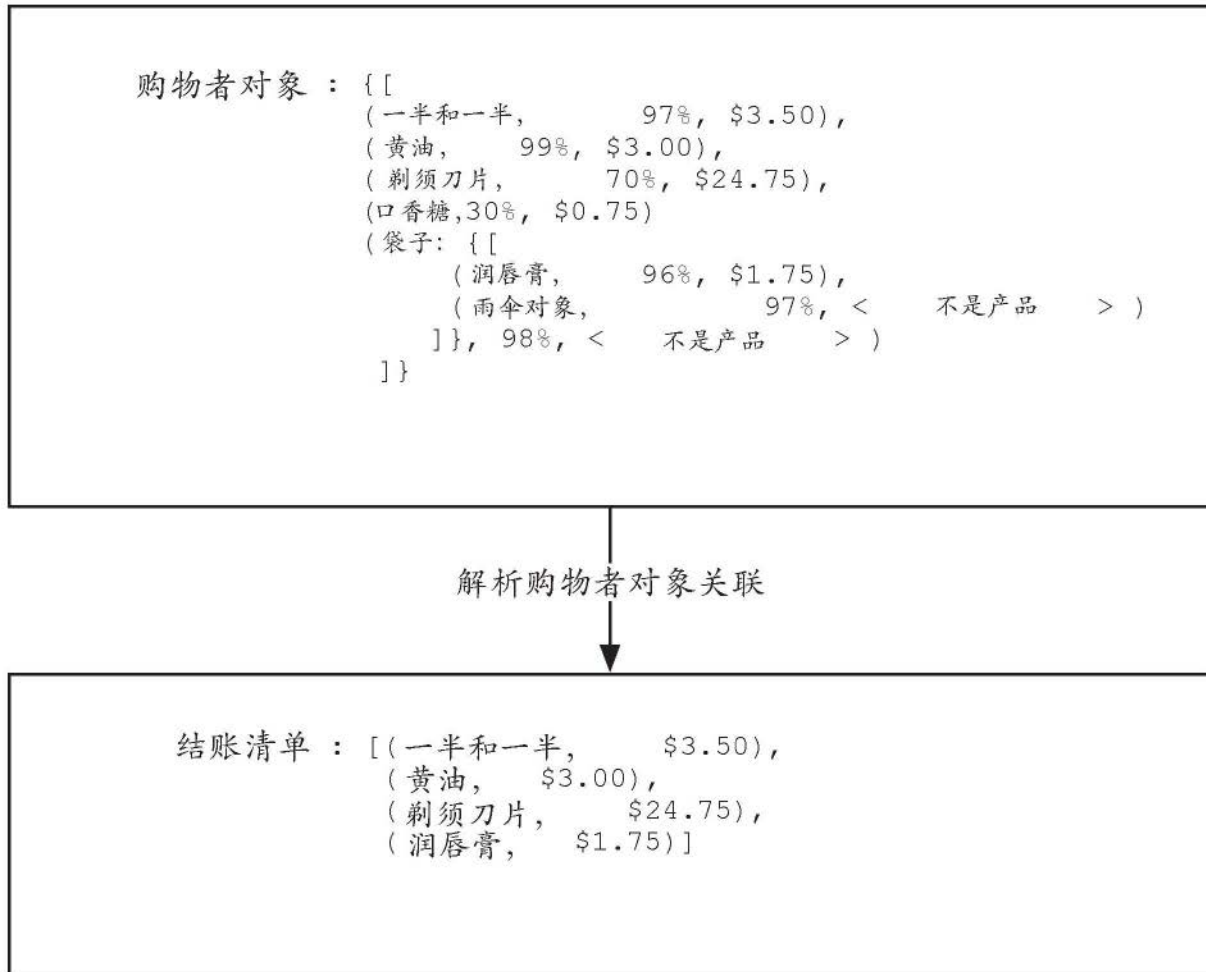 购物者对象 : {[
(一半和一半, 97%, $3.50),
(黄油, 99%, $3.00),
(剃须刀片, 70%, $24.75),
(口香糖,30%, $0.75)
(袋子: {[
(润唇膏, 96%, $1.75),
(雨伞对象, 97%, < 不是产品 > )
]}, 98%, < 不是产品 > )
]}
解析购物者对象关联
结账清单 : [(一半和一半, $3.50),
(黄油, $3.00),
(剃须刀片, $24.75),
(润唇膏, $1.75)]